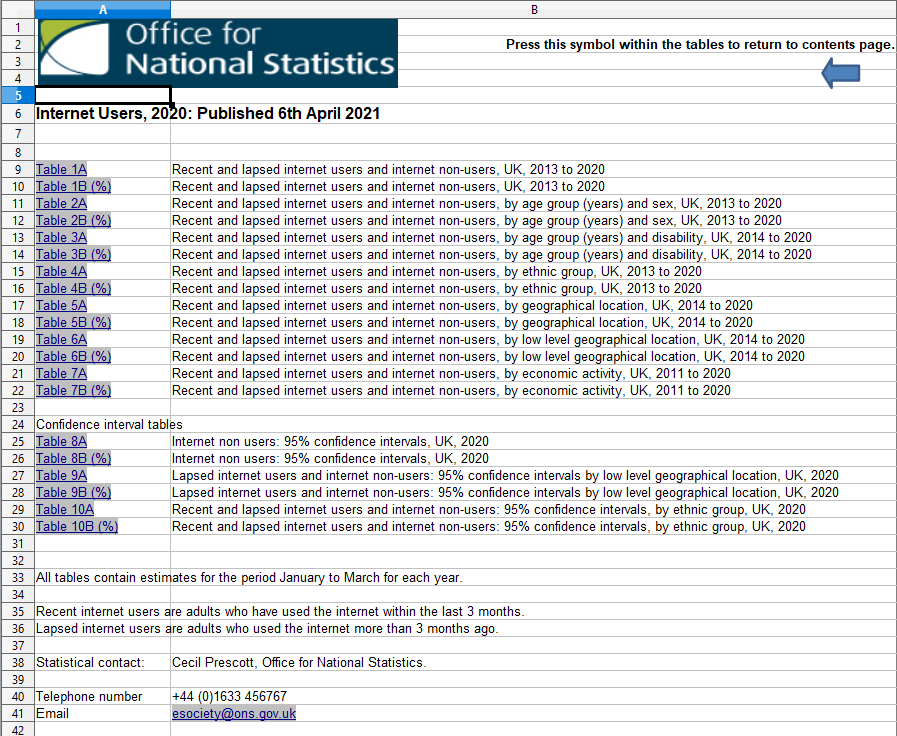 A B
1 Office for
2 National Statistics Press this symbol within the tables to return to contents page.
3
4
5
6 Internet Users, 2020: Published 6th April 2021
7
8
9 Table 1A Recent and lapsed internet users and internet non-users, UK, 2013 to 2020
10 Table 1B (%) Recent and lapsed internet users and internet non-users, UK, 2013 to 2020
11 Table 2A Recent and lapsed internet users and internet non-users, by age group (years) and sex, UK, 2013 to 2020
12 Table 2B (%) Recent and lapsed internet users and internet non-users, by age group (years) and sex, UK, 2013 to 2020
13 Table 3A Recent and lapsed internet users and internet non-users, by age group (years) and disability, UK, 2014 to 2020
14 Table 3B (%) Recent and lapsed internet users and internet non-users, by age group (years) and disability, UK, 2014 to 2020
15 Table 4A Recent and lapsed internet users and internet non-users, by ethnic group, UK, 2013 to 2020
16 Table 4B (%) Recent and lapsed internet users and internet non-users, by ethnic group, UK, 2013 to 2020
17 Table 5A Recent and lapsed internet users and internet non-users, by geographical location, UK, 2014 to 2020
18 Table 5B (%) Recent and lapsed internet users and internet non-users, by geographical location, UK, 2014 to 2020
19 Table 6A Recent and lapsed internet users and internet non-users, by low level geographical location, UK, 2014 to 2020
20 Table 6B (%) Recent and lapsed internet users and internet non-users, by low level geographical location, UK, 2014 to 2020
21 Table 7A Recent and lapsed internet users and internet non-users, by economic activity, UK, 2011 to 2020
22 Table 7B (%) Recent and lapsed internet users and internet non-users, by economic activity, UK, 2011 to 2020
23
24 Confidence interval tables
25 Table 8A Internet non users: 95% confidence intervals, UK, 2020
26 Table 8B (%) Internet non users: 95% confidence intervals, UK, 2020
27 Table 9A Lapsed internet users and internet non-users: 95% confidence intervals by low level geographical location, UK, 2020
28 Table 9B (%) Lapsed internet users and internet non-users: 95% confidence intervals by low level geographical location, UK, 2020
29 Table 10A Recent and lapsed internet users and internet non-users: 95% confidence intervals, by ethnic group, UK, 2020
30 Table 10B (%) Recent and lapsed internet users and internet non-users: 95% confidence intervals, by ethnic group, UK, 2020
31
32
33 All tables contain estimates for the period January to March for each year.
34
35 Recent internet users are adults who have used the internet within the last 3 months.
36 Lapsed internet users are adults who used the internet more than 3 months ago.
37
38 Statistical contact: Cecil Prescott, Office for National Statistics.
39
40 Telephone number +44 (0)1633 456767
41 Email esociety@ons.gov.uk
42